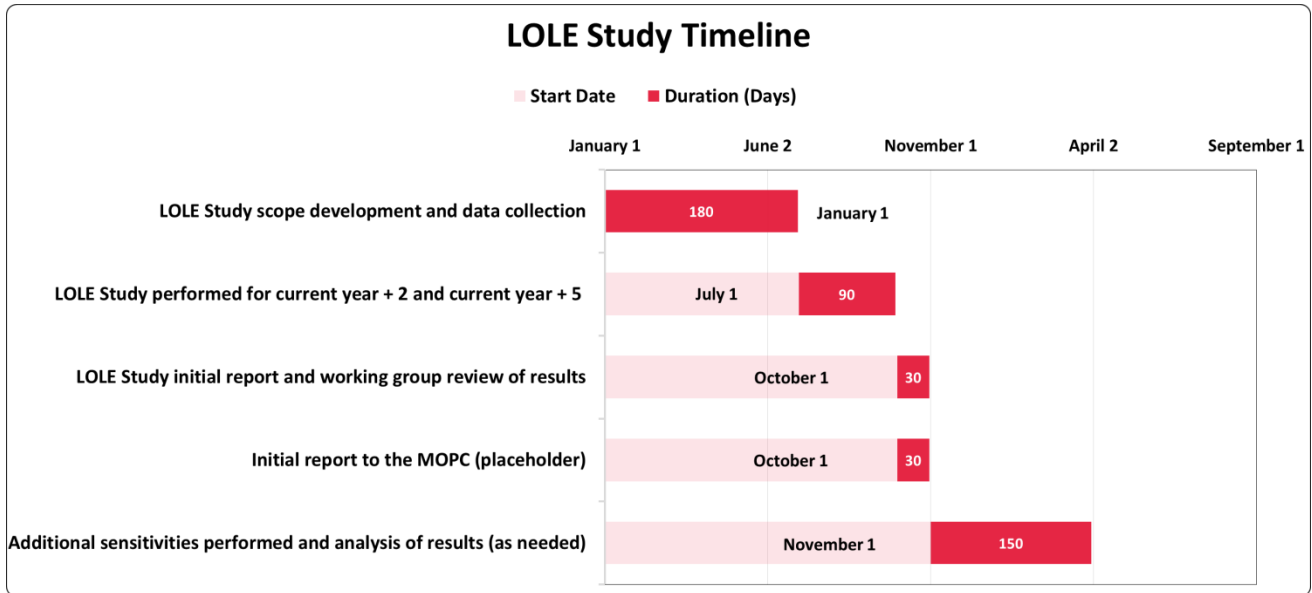 LOLE Study Timeline
Start Date Duration (Days)
January 1 June 2 November 1 April 2 September 1
LOLE Study scope development and data collection 180 January 1
LOLE Study performed for current year + 2 and current year + 5 July 1 90
LOLE Study initial report and working group review of results October 1 30
Initial report to the MOPC (placeholder) October 1 30
Additional sensitivities performed and analysis of results (as needed) November 1 150